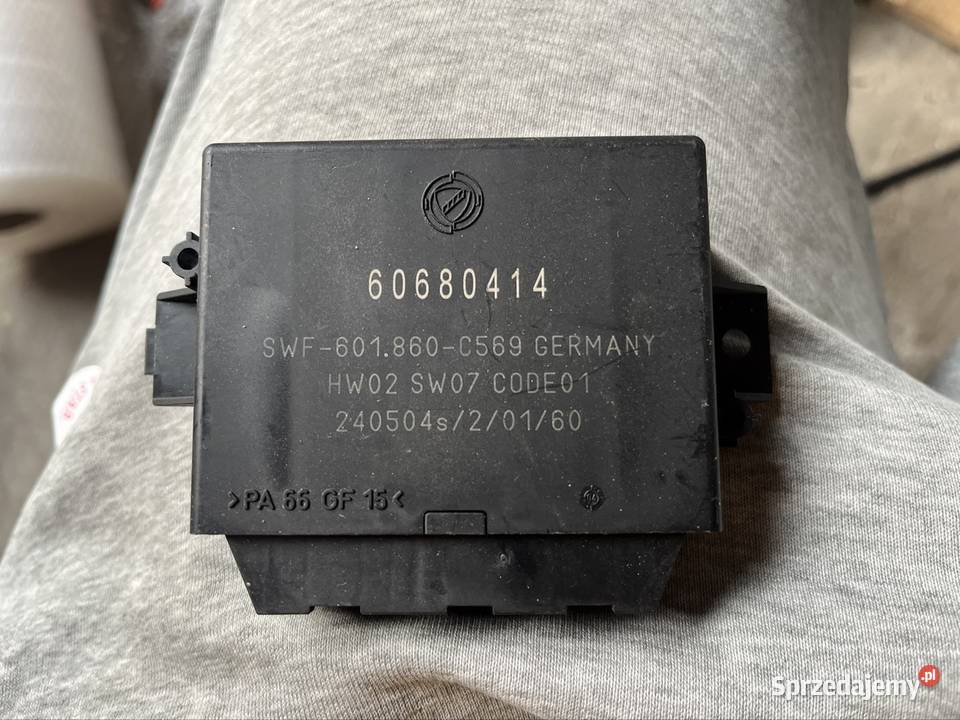 60680414
SWF-601.860-C569 GERMANY
HW02 SW07 CODE01
240504s/2/01/60
>PA 66 GF 15<
Sprzedajemy.pl